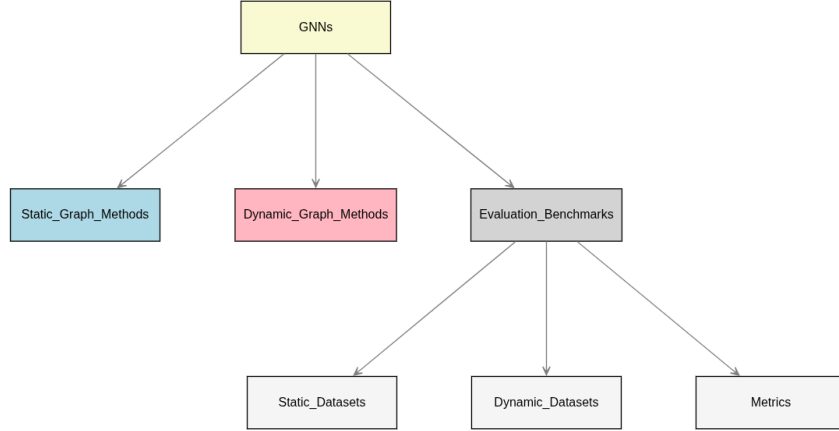 GNNs
Static_Graph_Methods
Dynamic_Graph_Methods
Evaluation_Benchmarks
Static_Datasets
Dynamic_Datasets
Metrics